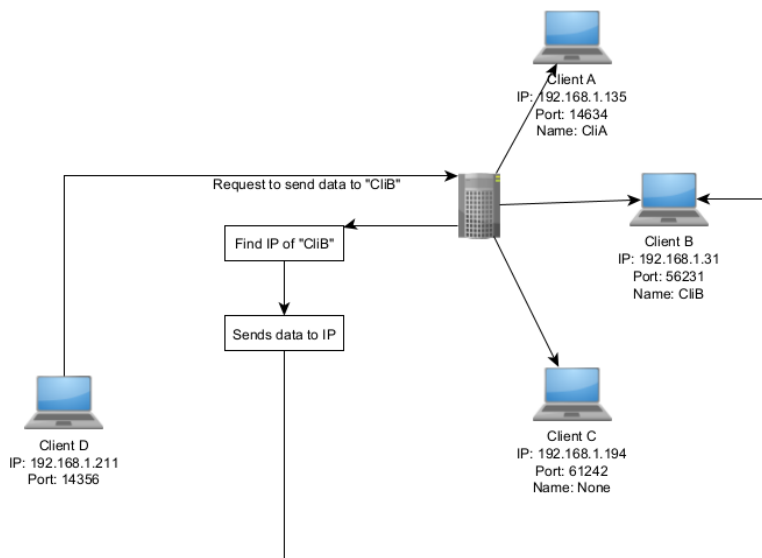 Client A
IP: 192.168.1.135
Port: 14634
Name: CliA
Request to send data to "CliB"
Find IP of "CliB"
Client B
IP: 192.168.1.31
Port: 56231
Name: CliB
Sends data to IP
Client D
IP: 192.168.1.211
Port: 14356
Client C
IP: 192.168.1.194
Port: 61242
Name: None